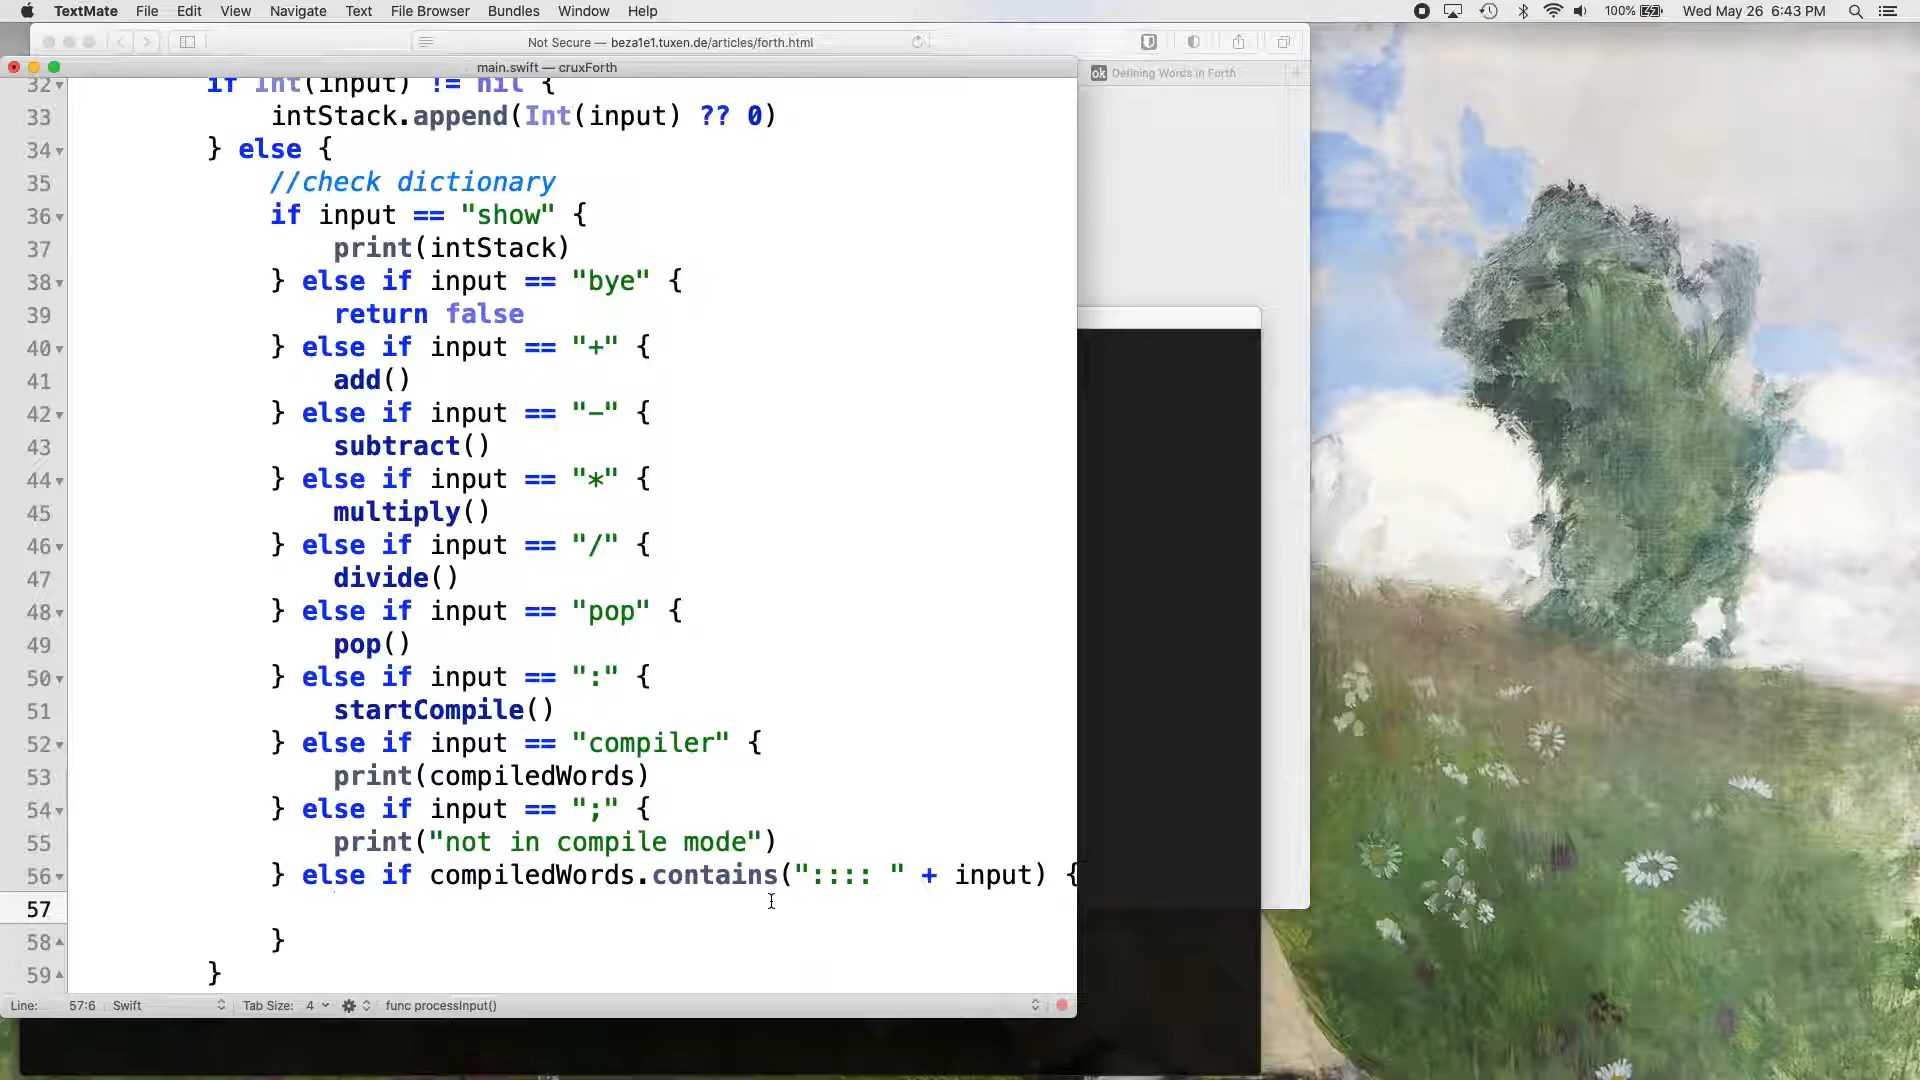 TextMate File Edit View Navigate Text File Browser Bundles Window Help 100% Wed May 26 6:43 PM
Not Secure — beza1e1.tuxen.de/articles/forth.html
main.swift — cruxForth
ok Defining Words in Forth
32 if Int(input) != nil {
33 intStack.append(Int(input) ?? 0)
34 } else {
35 //check dictionary
36 if input == "show" {
37 print(intStack)
38 } else if input == "bye" {
39 return false
40 } else if input == "+" {
41 add()
42 } else if input == "-" {
43 subtract()
44 } else if input == "*" {
45 multiply()
46 } else if input == "/" {
47 divide()
48 } else if input == "pop" {
49 pop()
50 } else if input == ":" {
51 startCompile()
52 } else if input == "compiler" {
53 print(compiledWords)
54 } else if input == ";" {
55 print("not in compile mode")
56 } else if compiledWords.contains(":::: " + input) {
57
58 }
59 }
Line: 57:6 Swift Tab Size: 4 func processInput()